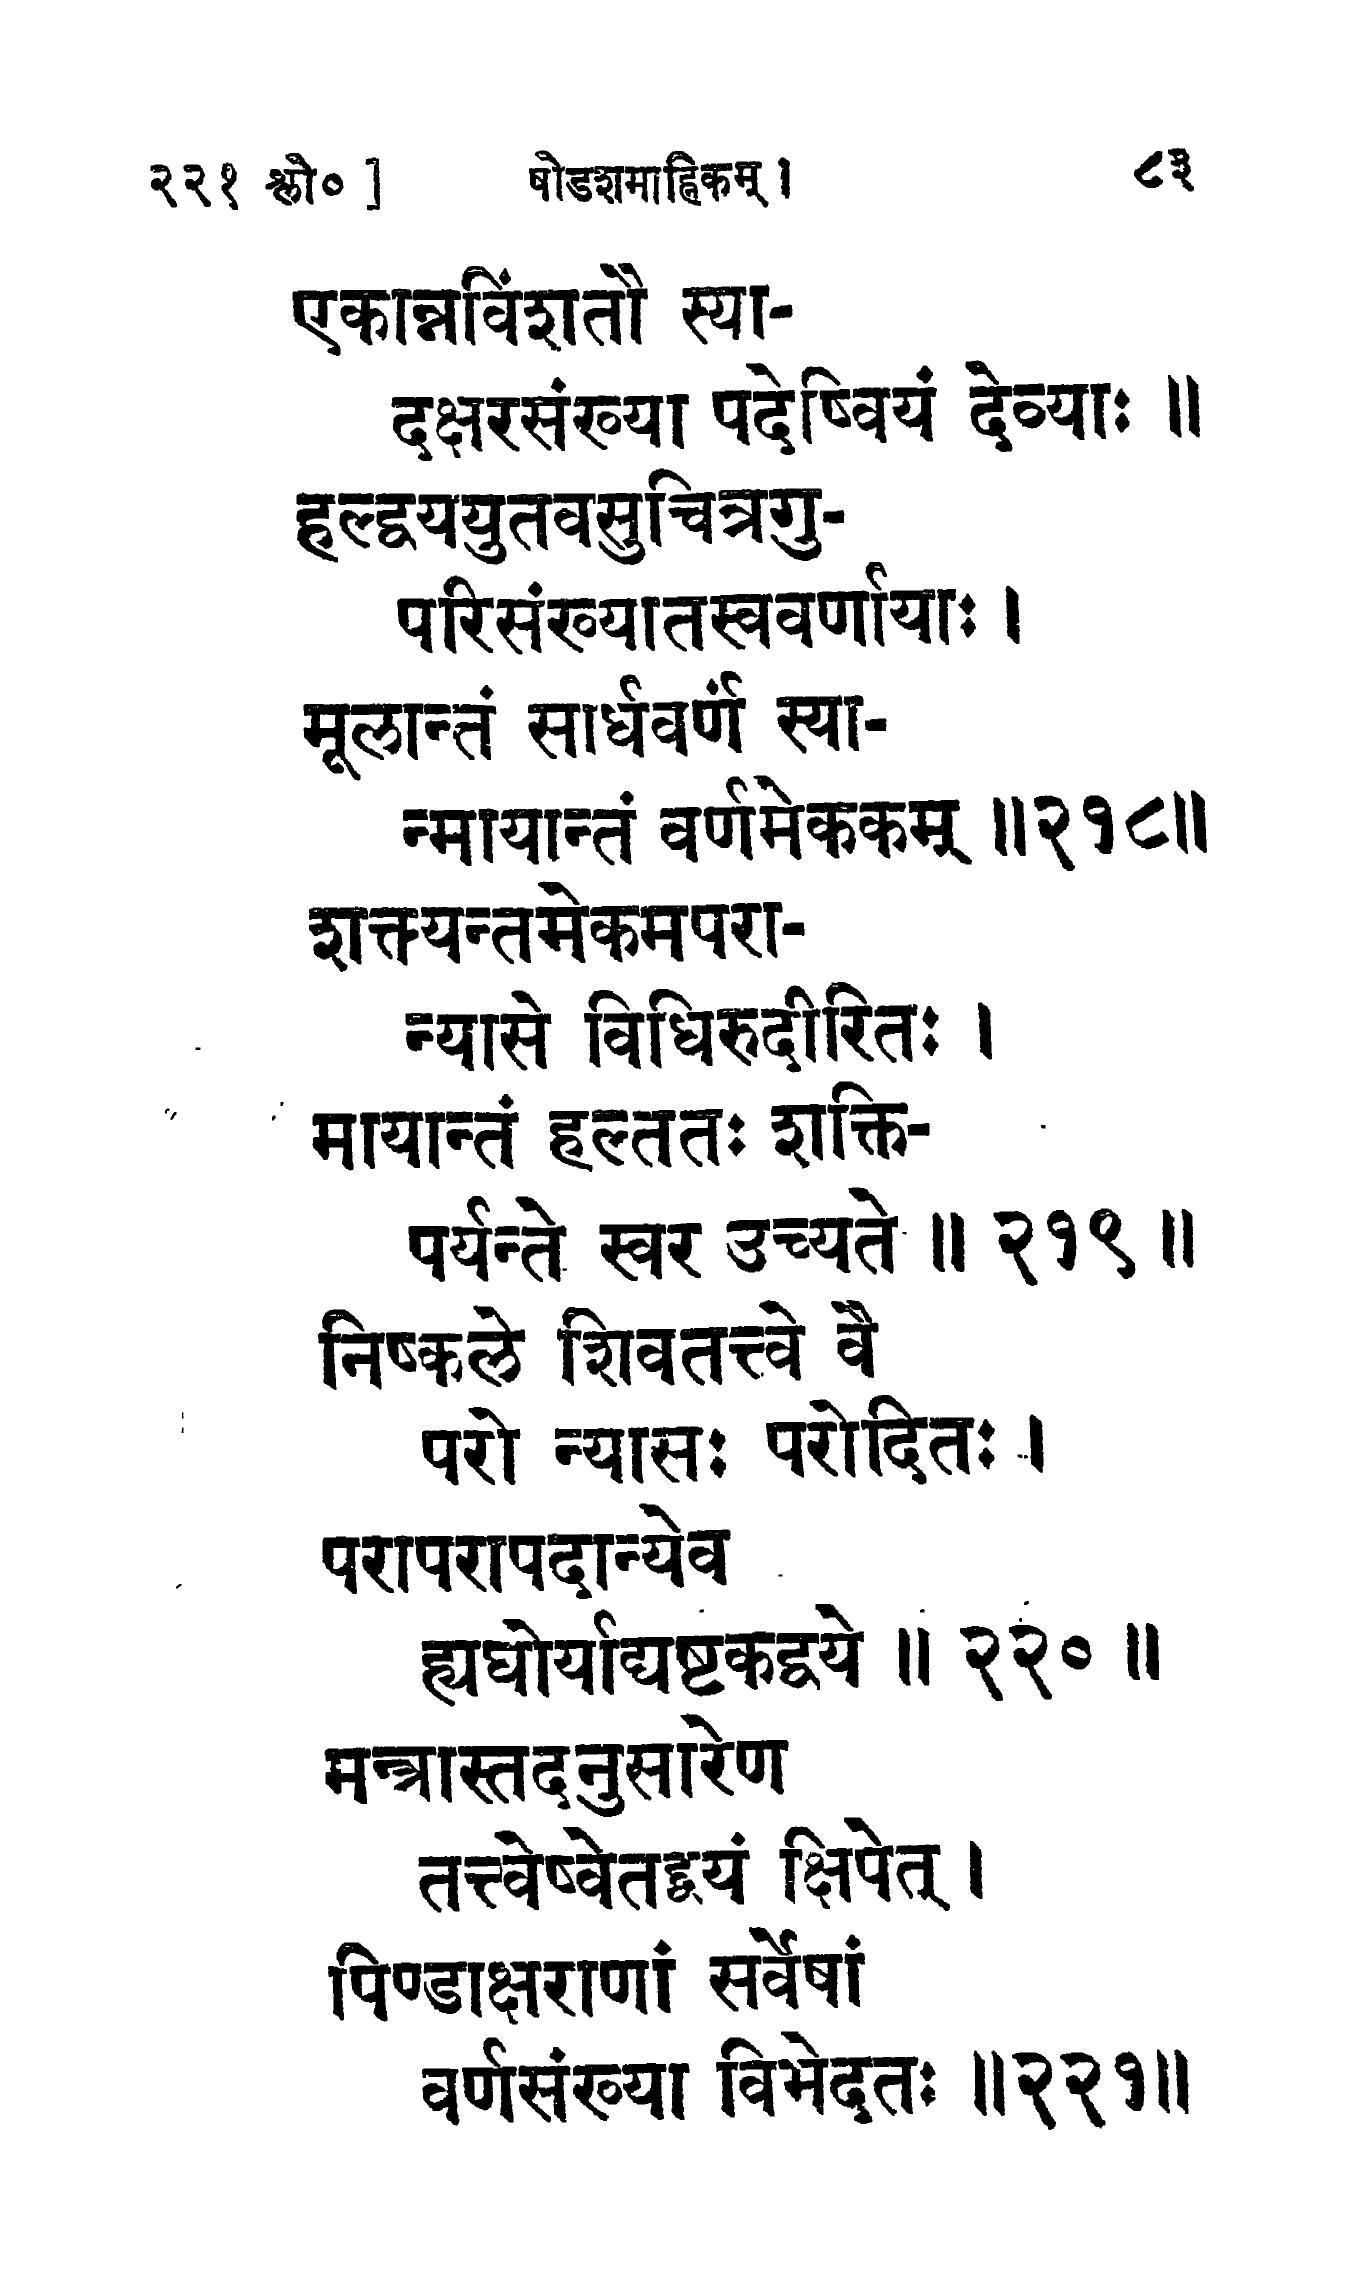 २२१ श्लो० ] षोडशमाह्निकम् । ८३
एकान्नविंशतौ स्या-
दक्षरसंख्या पदेष्वियं देव्याः ॥
हल्द्वययुतवसुचित्रगु-
परिसंख्यातस्ववर्णायाः ।
मूलान्तं सार्धवर्णं स्या-
न्मायान्तं वर्णमेककम् ॥२१८॥
शक्त्यन्तमेकमपरा-
न्यासे विधिरुदीरितः ।
मायान्तं हल्ततः शक्ति-
पर्यन्ते स्वर उच्यते ॥ २१९ ॥
निष्कले शिवतत्त्वे वै
परो न्यासः परोदितः ।
परापरापदान्येव
ह्यघोर्याद्यष्टकद्वये ॥ २२० ॥
मन्त्रास्तदनुसारेण
तत्त्वेष्वेतद्द्वयं क्षिपेत् ।
पिण्डाक्षराणां सर्वेषां
वर्णसंख्या विभेदतः ॥२२१॥